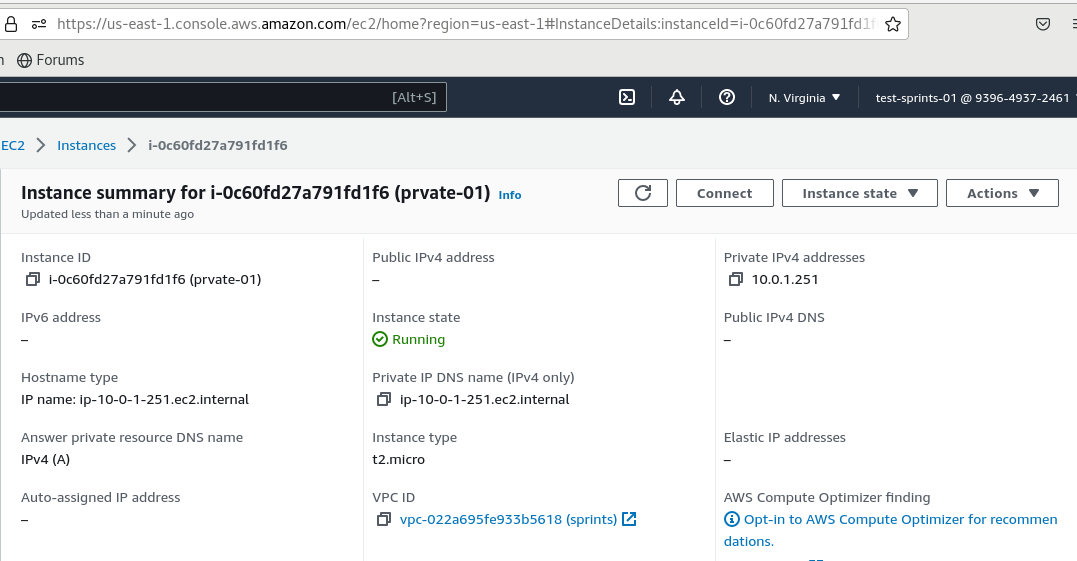 https://us-east-1.console.aws.amazon.com/ec2/home?region=us-east-1#InstanceDetails:instanceId=i-0c60fd27a791fd1f
Forums
[Alt+S]
N. Virginia
test-sprints-01 @ 9396-4937-2461
EC2 Instances i-0c60fd27a791fd1f6
Instance summary for i-0c60fd27a791fd1f6 (prvate-01) Info
Updated less than a minute ago
Connect
Instance state
Actions
Instance ID
i-0c60fd27a791fd1f6 (prvate-01)
Public IPv4 address
–
Private IPv4 addresses
10.0.1.251
IPv6 address
–
Instance state
Running
Public IPv4 DNS
–
Hostname type
IP name: ip-10-0-1-251.ec2.internal
Private IP DNS name (IPv4 only)
ip-10-0-1-251.ec2.internal
Answer private resource DNS name
IPv4 (A)
Instance type
t2.micro
Elastic IP addresses
–
Auto-assigned IP address
–
VPC ID
vpc-022a695fe933b5618 (sprints)
AWS Compute Optimizer finding
Opt-in to AWS Compute Optimizer for recommen
dations.